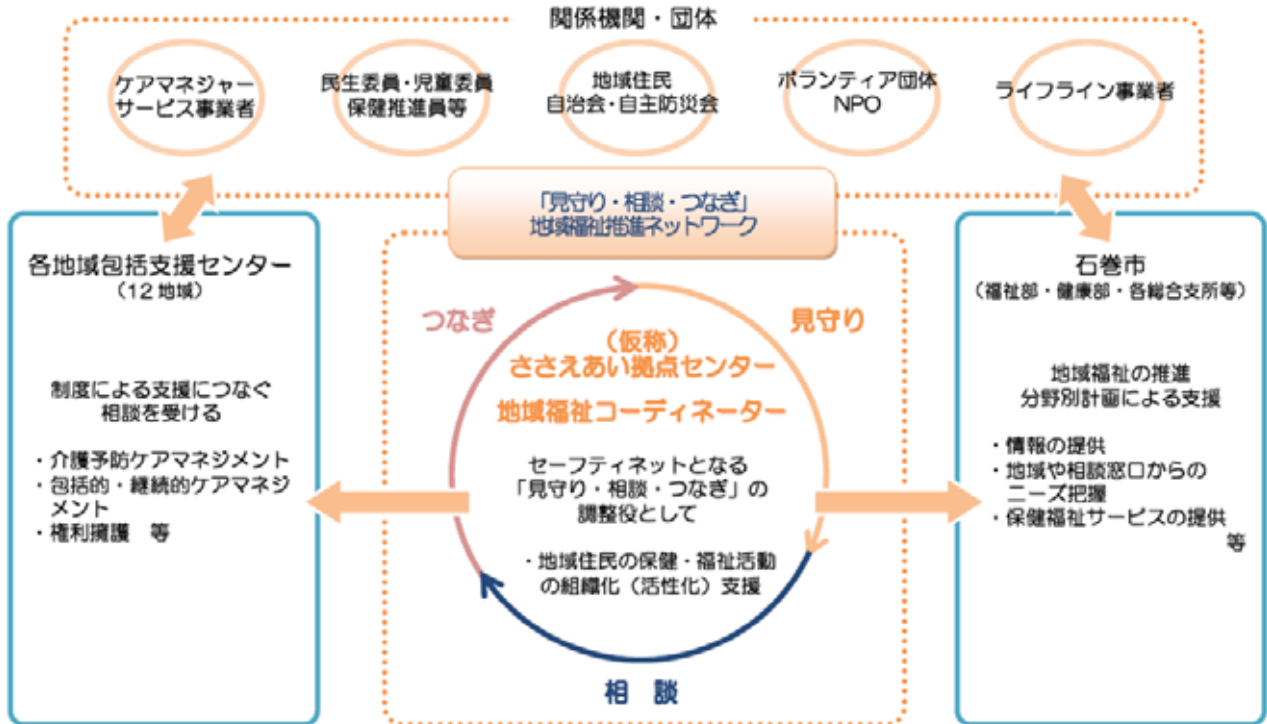 関係機関・団体
ケアマネジャー
サービス事業者
民生委員・児童委員
保健推進員等
地域住民
自治会・自主防災会
ボランティア団体
NPO
ライフライン事業者
「見守り・相談・つなぎ」
地域福祉推進ネットワーク
各地域包括支援センター
（12 地域）
制度による支援につなぐ
相談を受ける
・介護予防ケアマネジメント
・包括的・継続的ケアマネジ
メント
・権利擁護　等
つなぎ
見守り
（仮称）
ささえあい拠点センター
地域福祉コーディネーター
セーフティネットとなる
「見守り・相談・つなぎ」の
調整役として
・地域住民の保健・福祉活動
の組織化（活性化）支援
相　談
石巻市
（福祉部・健康部・各総合支所等）
地域福祉の推進
分野別計画による支援
・情報の提供
・地域や相談窓口からの
ニーズ把握
・保健福祉サービスの提供
等